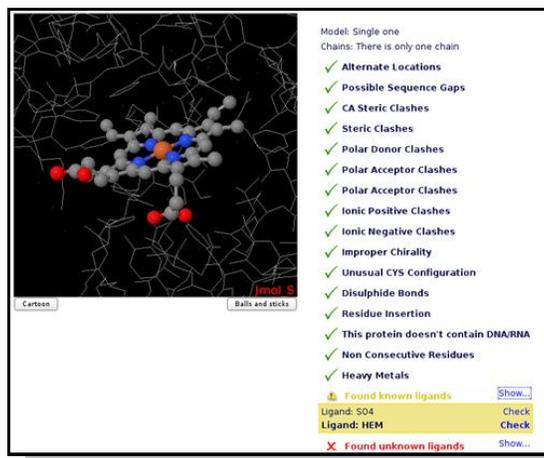 Model: Single one
Chains: There is only one chain
Alternate Locations
Possible Sequence Gaps
CA Steric Clashes
Steric Clashes
Polar Donor Clashes
Polar Acceptor Clashes
Polar Acceptor Clashes
Ionic Positive Clashes
Ionic Negative Clashes
Improper Chirality
Unusual CYS Configuration
Disulphide Bonds
Residue Insertion
This protein doesn't contain DNA/RNA
Non Consecutive Residues
Heavy Metals
Found known ligands Show...
Ligand: SO4 Check
Ligand: HEM Check
Found unknown ligands Show...
Jmol_S
Cartoon Balls and sticks